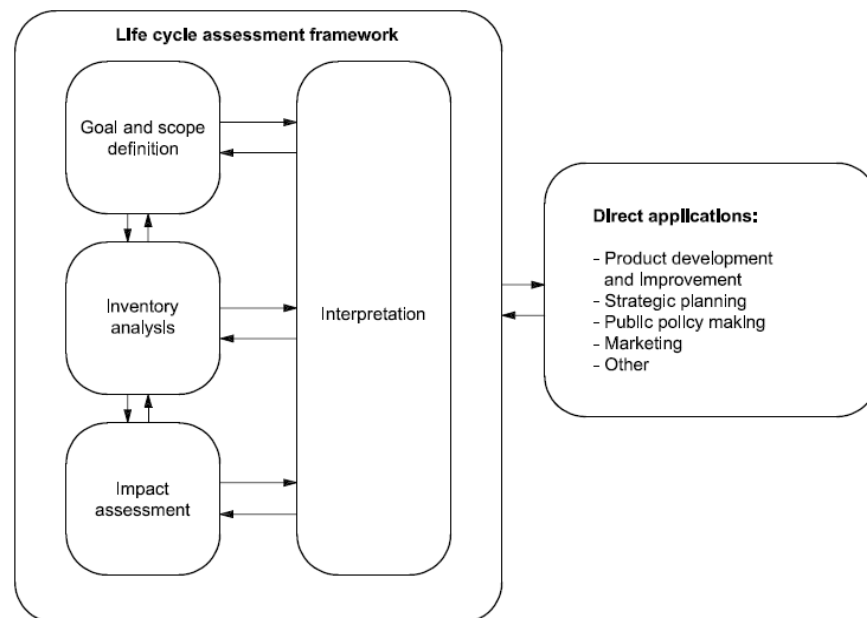 Life cycle assessment framework
Goal and scope
definition
Inventory
analysis
Impact
assessment
Interpretation
Direct applications:
- Product development
and Improvement
- Strategic planning
- Public policy making
- Marketing
- Other